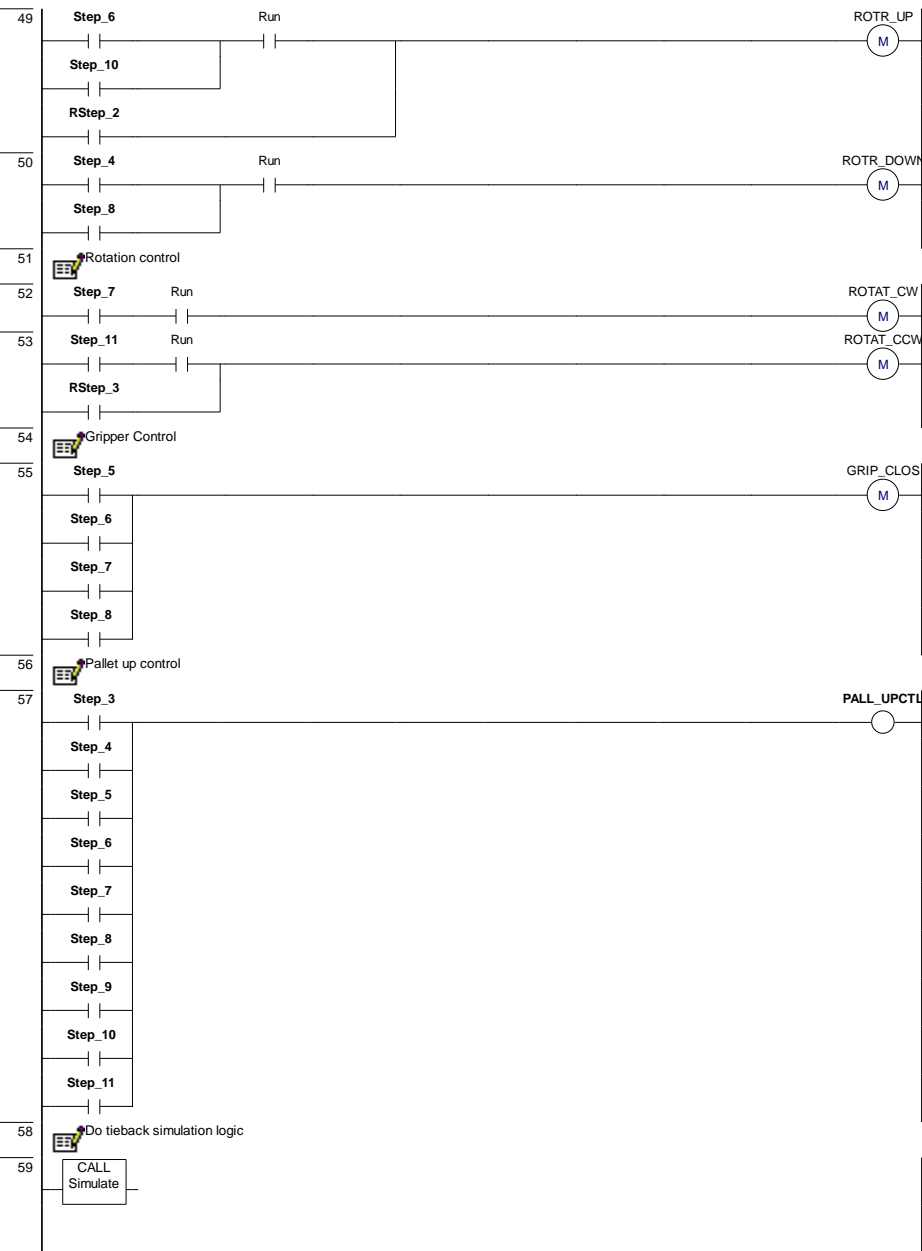 49 Step_6 Run ROTR_UP
M
Step_10
RStep_2
50 Step_4 Run ROTR_DOWN
M
Step_8
51 Rotation control
52 Step_7 Run ROTAT_CW
M
53 Step_11 Run ROTAT_CCW
M
RStep_3
54 Gripper Control
55 Step_5 GRIP_CLOS
M
Step_6
Step_7
Step_8
56 Pallet up control
57 Step_3 PALL_UPCTL
Step_4
Step_5
Step_6
Step_7
Step_8
Step_9
Step_10
Step_11
58 Do tieback simulation logic
59 CALL
Simulate